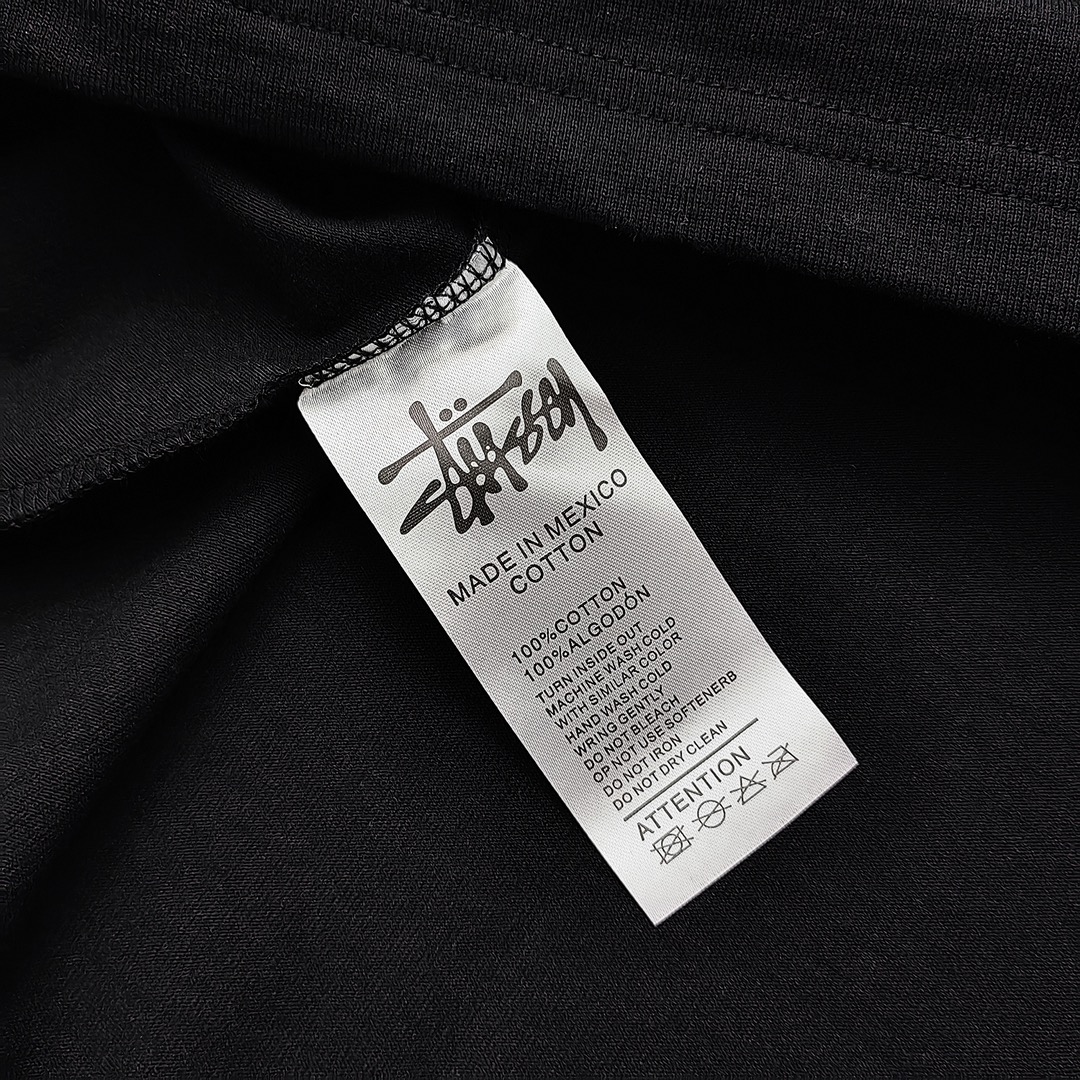 STÜSSY
MADE IN MEXICO
COTTON
100%COTTON
100%ALGODÓN
TURN INSIDE OUT
MACHINE WASH COLD
WITH SIMILAR COLOR
HAND WASH COLD
WRING GENTLY
DO NOT BLEACH
OP NOT USE SOFTENERB
DO NOT IRON
DO NOT DRY CLEAN
ATTENTION